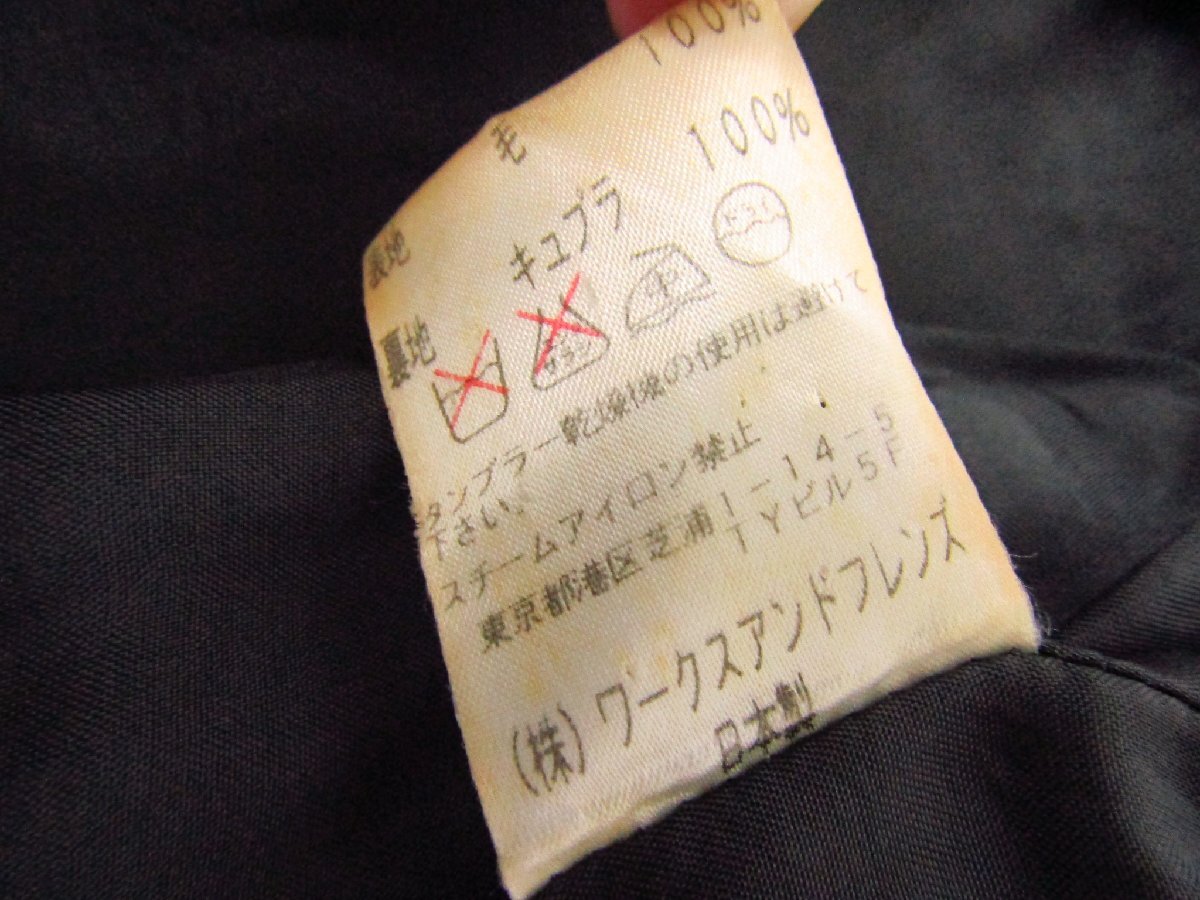 表地 毛 100%
裏地 キュブラ 100%
中 ドライ
タンブラー乾燥機の使用は避けて
下さい。
スチームアイロン禁止
東京都港区芝浦1-14-5
TYビル5F
(株)ワークスアンドフレンズ
日本製